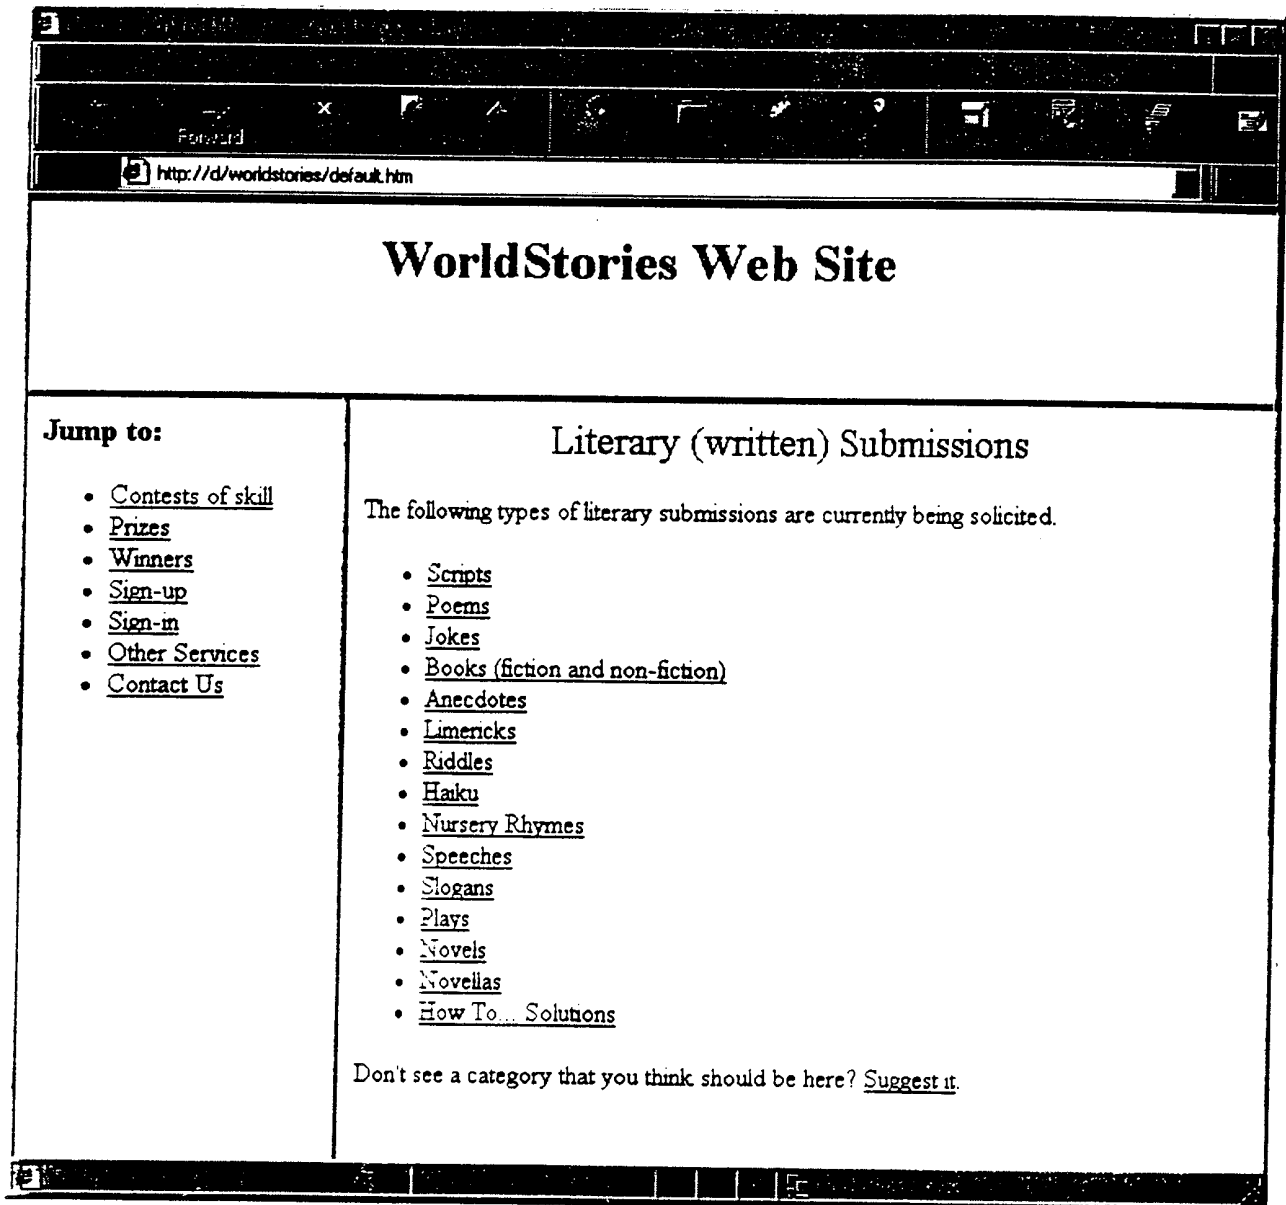 Forward
http://d/worldstories/default.htm
WorldStories Web Site
Jump to:
• Contests of skill
• Prizes
• Winners
• Sign-up
• Sign-in
• Other Services
• Contact Us
Literary (written) Submissions
The following types of literary submissions are currently being solicited.
• Scripts
• Poems
• Jokes
• Books (fiction and non-fiction)
• Anecdotes
• Limericks
• Riddles
• Haiku
• Nursery Rhymes
• Speeches
• Slogans
• Plays
• Novels
• Novellas
• How To... Solutions
Don't see a category that you think should be here? Suggest it.